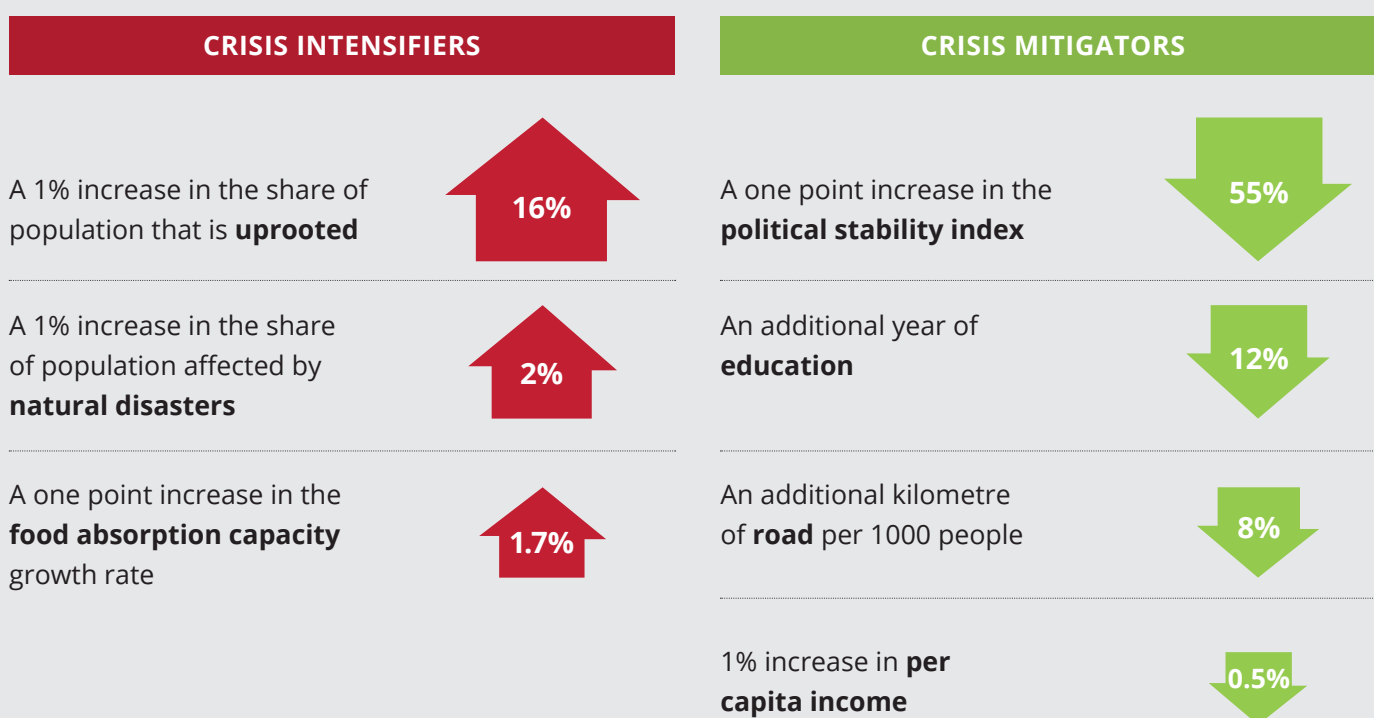 CRISIS INTENSIFIERS
A 1% increase in the share of
population that is uprooted
16%
A 1% increase in the share
of population affected by
natural disasters
2%
A one point increase in the
food absorption capacity
growth rate
1.7%
CRISIS MITIGATORS
A one point increase in the
political stability index
55%
An additional year of
education
12%
An additional kilometre
of road per 1000 people
8%
1% increase in per
capita income
0.5%